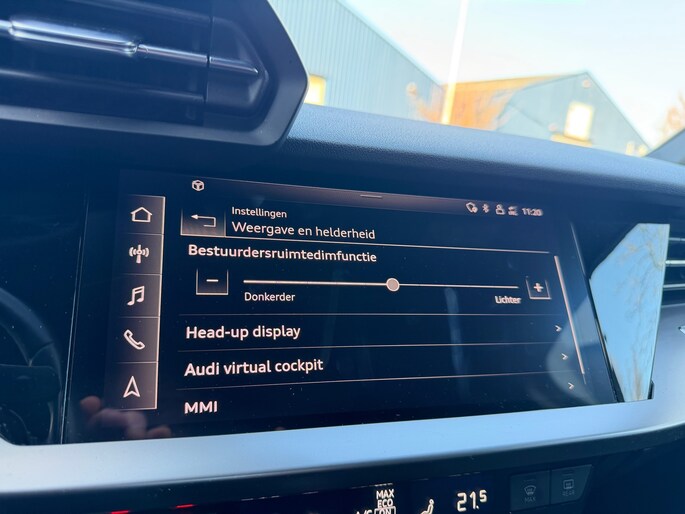 Instellingen
11:20
Weergave en helderheid
Bestuurdersruimtedimfunctie
Donkerder
Lichter
Head-up display
Audi virtual cockpit
MMI
MAX
ECO
21.5